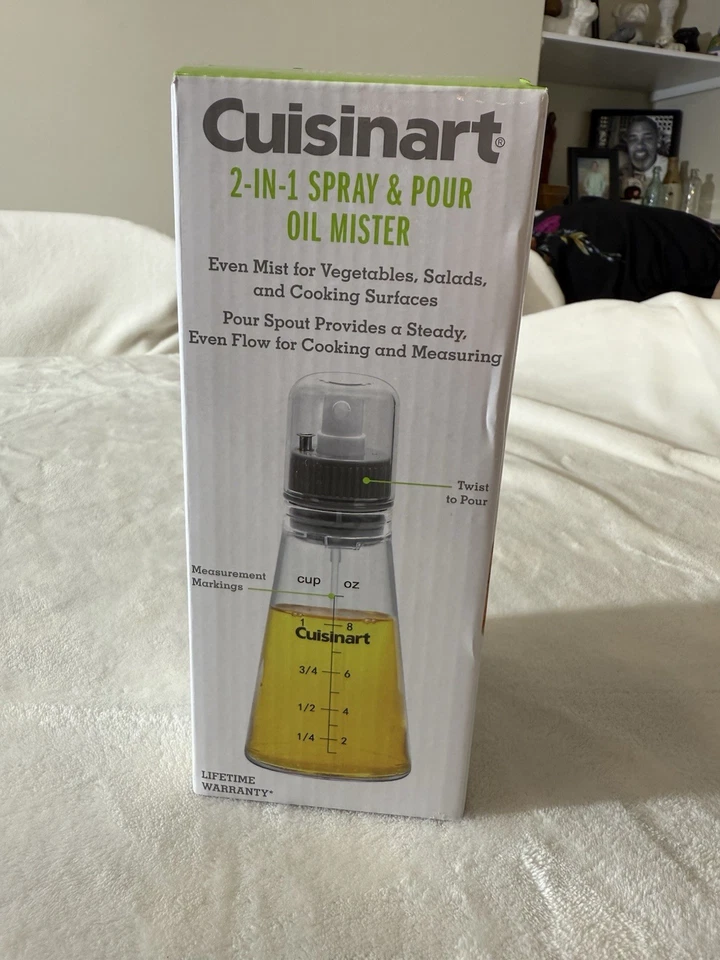 Cuisinart®
2-IN-1 SPRAY & POUR
OIL MISTER
Even Mist for Vegetables, Salads,
and Cooking Surfaces
Pour Spout Provides a Steady,
Even Flow for Cooking and Measuring
Twist
to Pour
Measurement
Markings
cup oz
1 8
Cuisinart
3/4 6
1/2 4
1/4 2
LIFETIME
WARRANTY*